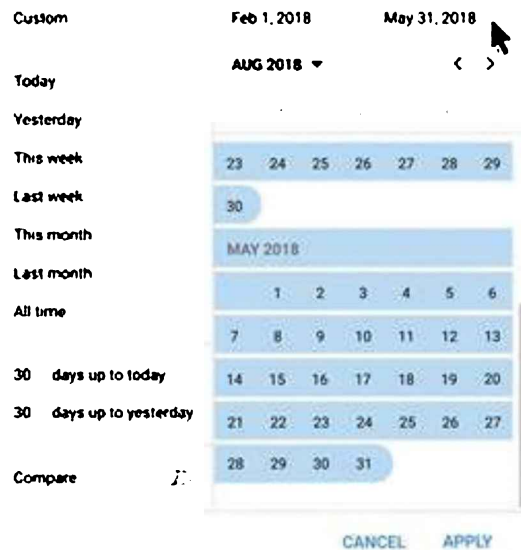 Custom Feb 1, 2018 May 31, 2018
AUG 2018
Today
Yesterday
This week
23 24 25 26 27 28 29
Last week
30
This month
MAY 2018
Last month
1 2 3 4 5 6
All time
7 8 9 10 11 12 13
30 days up to today
14 15 16 17 18 19 20
30 days up to yesterday
21 22 23 24 25 26 27
28 29 30 31
Compare
CANCEL APPLY